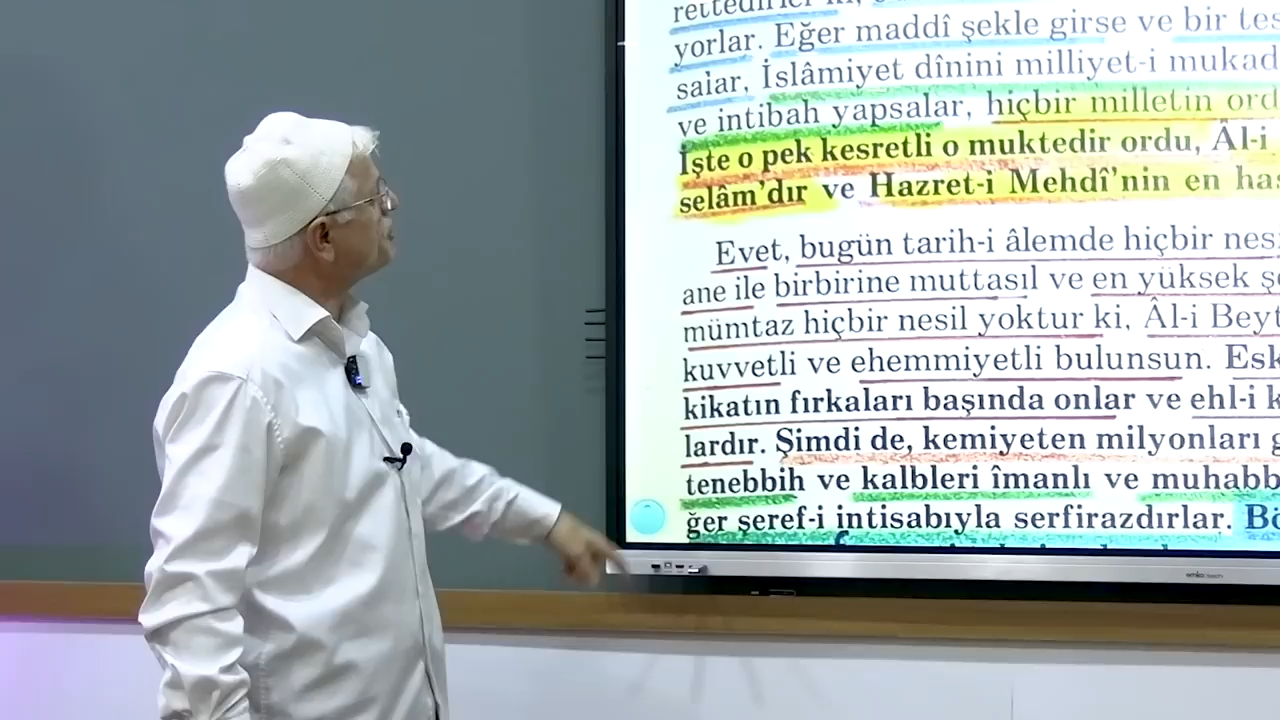 yorlar. Eğer maddî şekle girse ve bir tes
salar, İslâmiyet dînini milliyet-i mukad
ve intibah yapsalar, hiçbir milletin ord
İşte o pek kesretli o muktedir ordu, Âl-i
selâm'dır ve Hazret-i Mehdî'nin en has
Evet, bugün tarih-i âlemde hiçbir nes
ane ile birbirine muttasıl ve en yüksek şe
mümtaz hiçbir nesil yoktur ki, Âl-i Beyt
kuvvetli ve ehemmiyetli bulunsun. Esk
kikatın fırkaları başında onlar ve ehl-i k
lardır. Şimdi de, kemiyeten milyonları g
tenebbih ve kalbleri îmanlı ve muhabb
ğer şeref-i intisabıyla serfirazdırlar. Bü